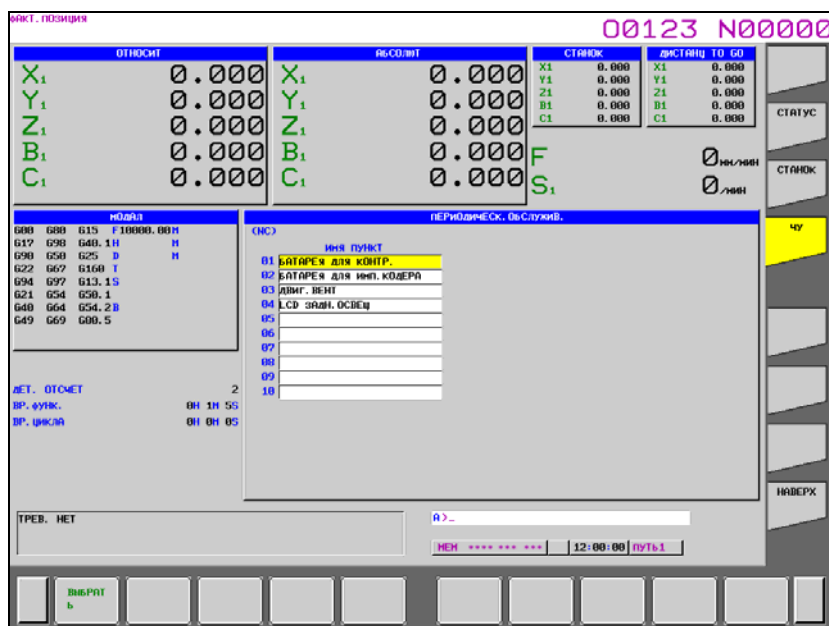 ФАКТ. ПОЗИЦИЯ
O0123 N00000
ОТНОСИТ
X1 0.000
Y1 0.000
Z1 0.000
B1 0.000
C1 0.000
АБСОЛЮТ
X1 0.000
Y1 0.000
Z1 0.000
B1 0.000
C1 0.000
СТАНОК
X1 0.000
Y1 0.000
Z1 0.000
B1 0.000
C1 0.000
ДИСТАНЦ TO GO
X1 0.000
Y1 0.000
Z1 0.000
B1 0.000
C1 0.000
F 0 мм/мин
S1 0 /мин
МОДАЛ
G00 G80 G15 F10000.00 M
G17 G98 G40.1 H M
G90 G50 G25 D M
G22 G67 G160 T
G94 G97 G13.1 S
G21 G54 G50.1
G40 G64 G54.2 B
G49 G69 G80.5
ДЕТ. ОТСЧЕТ 2
ВР. ФУНК. 0H 1M 5S
ВР. ЦИКЛА 0H 0M 0S
ПЕРИОДИЧЕСК. ОБСЛУЖИВ.
(NC)
ИМЯ ПУНКТ
01 БАТАРЕЯ ДЛЯ КОНТР.
02 БАТАРЕЯ ДЛЯ ИМП. КОДЕРА
03 ДВИГ. ВЕНТ
04 LCD ЗАДН. ОСВЕЩ
05
06
07
08
09
10
ТРЕВ. НЕТ
A)_
MEM **** *** *** 12:00:00 ПУТЬ1
СТАТУС
СТАНОК
ЧУ
НАВЕРХ
ВЫБРАТ
Ь